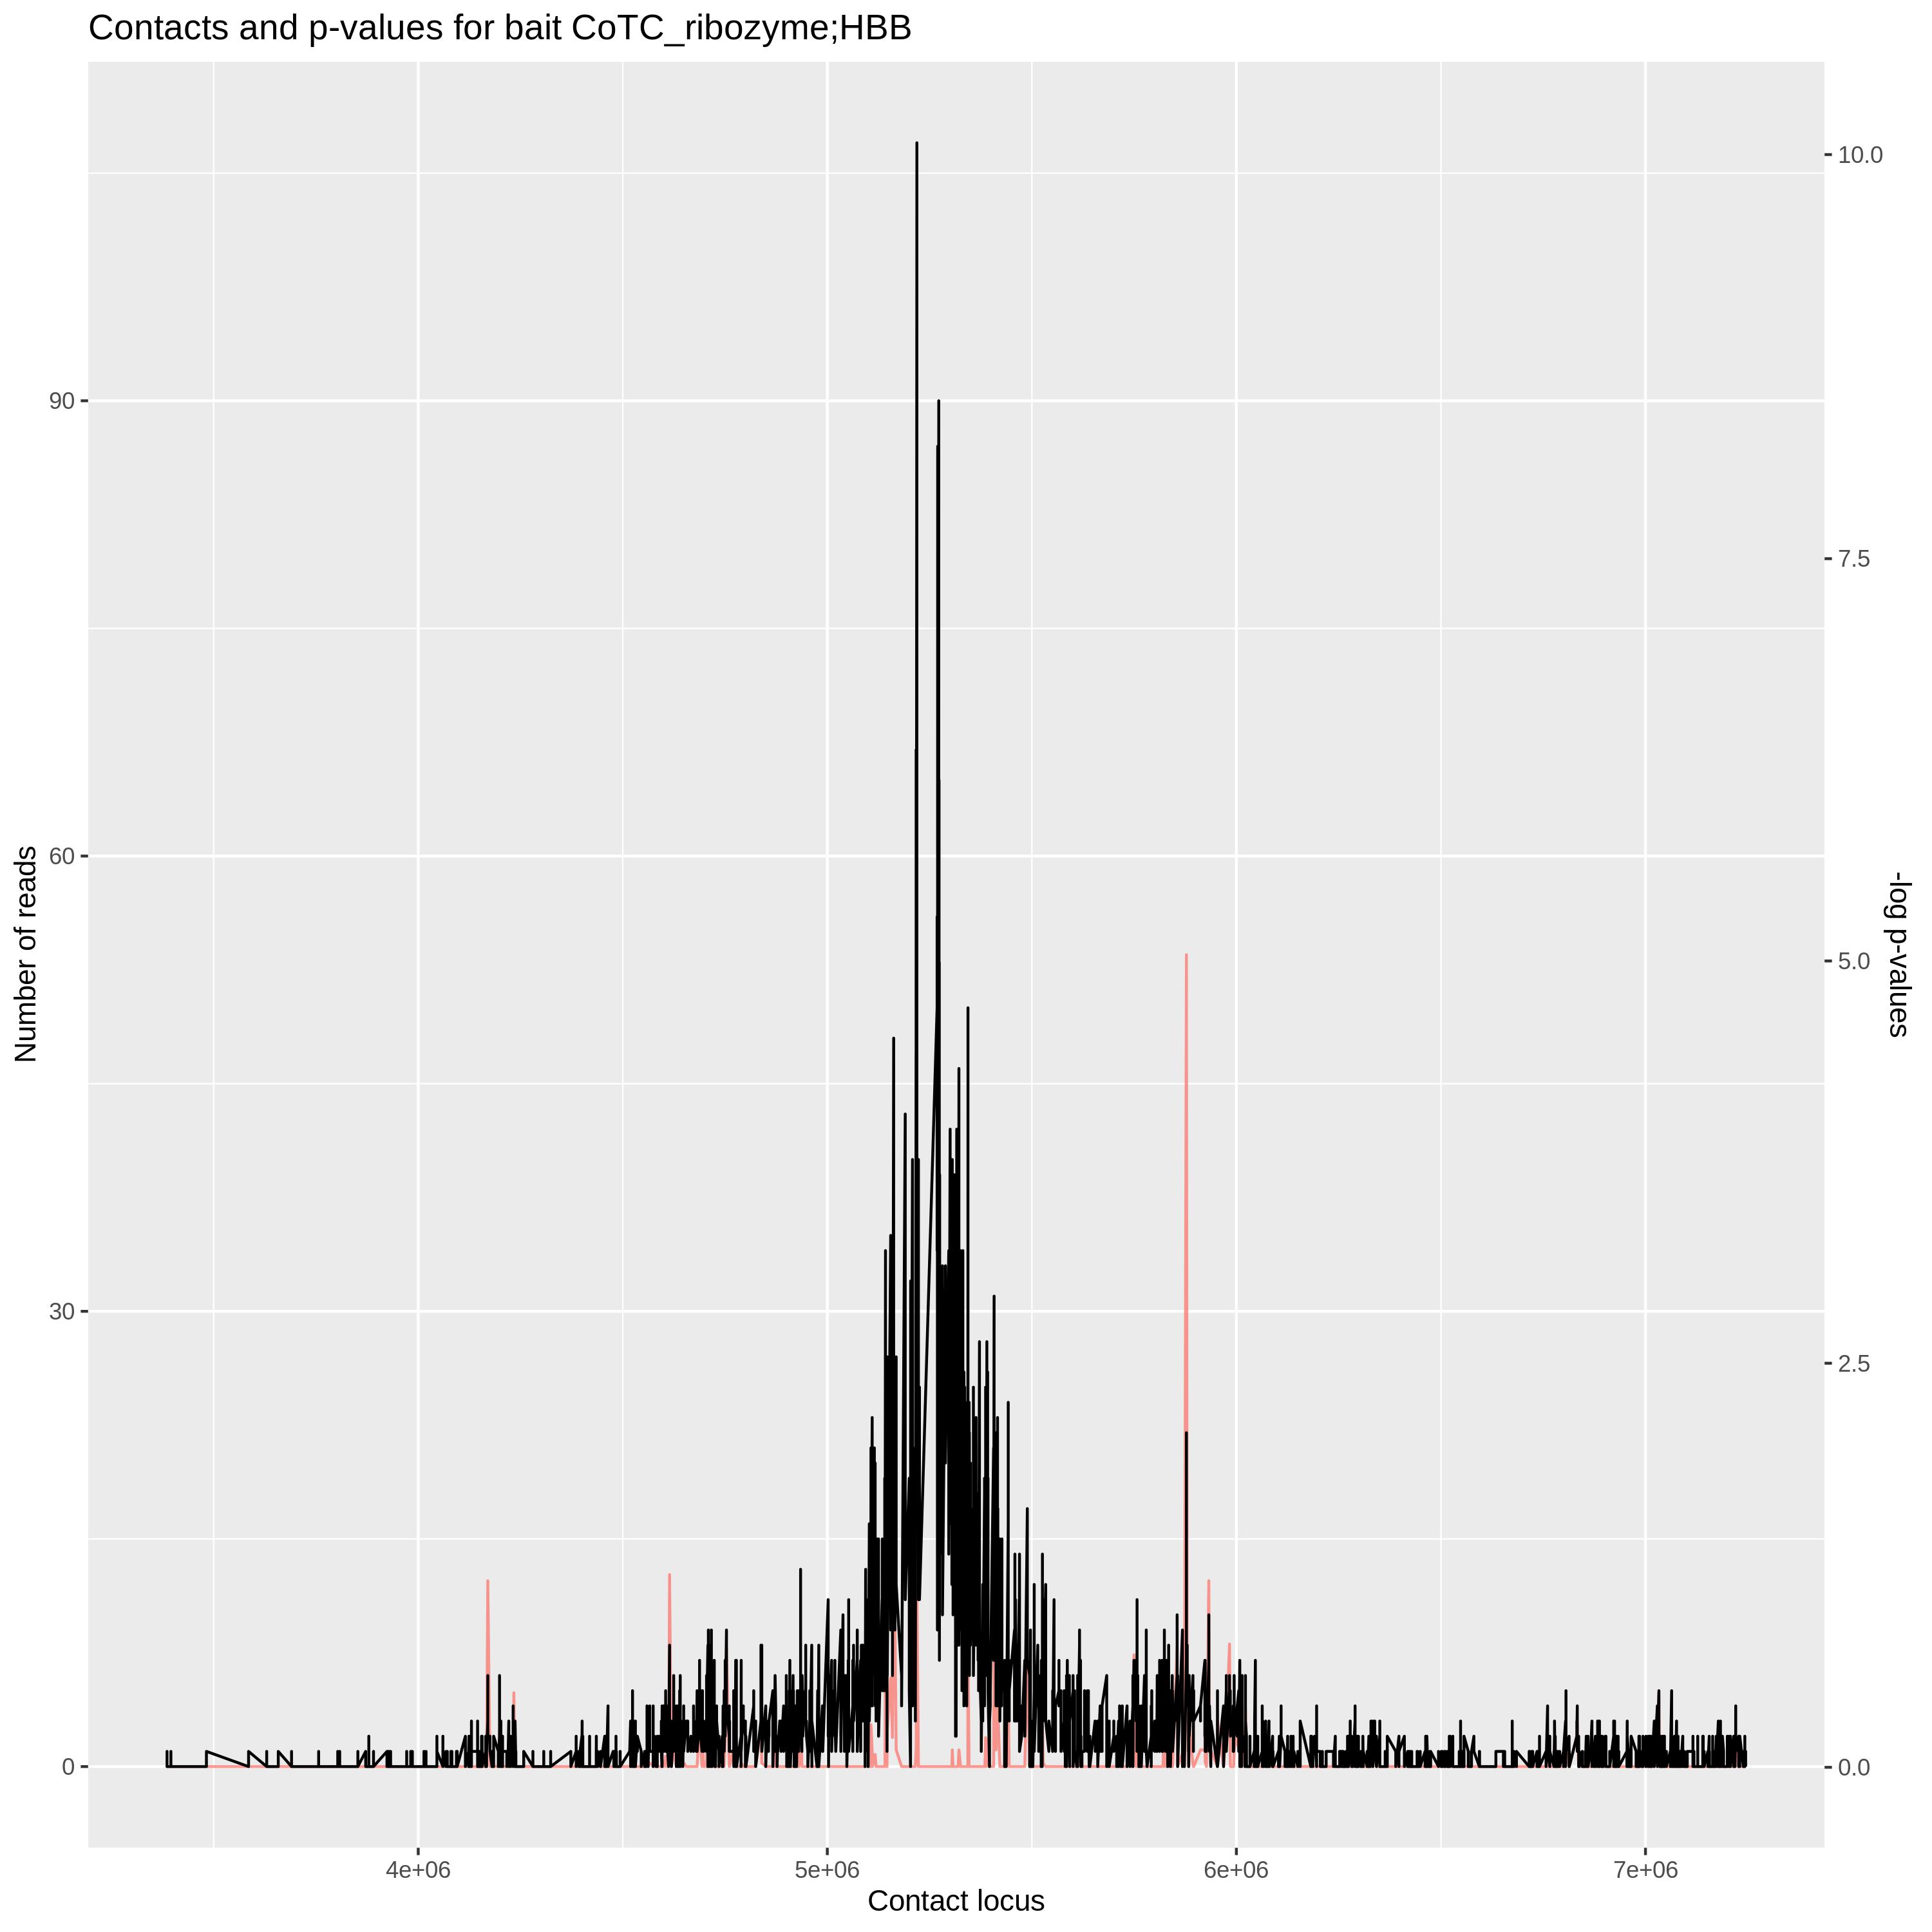 Contacts and p-values for bait CoTC_ribozyme;HBB
10.0
90
7.5
60
5.0
Number of reads
-log p-values
30
2.5
0
0.0
4e+06
5e+06
6e+06
7e+06
Contact locus